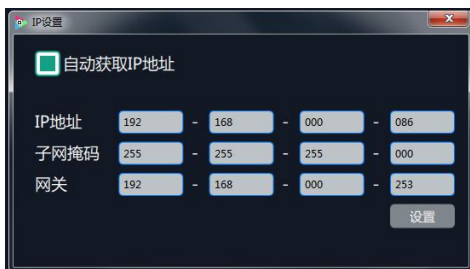 IP设置
自动获取IP地址
IP地址 192 - 168 - 000 - 086
子网掩码 255 - 255 - 255 - 000
网关 192 - 168 - 000 - 253
设置